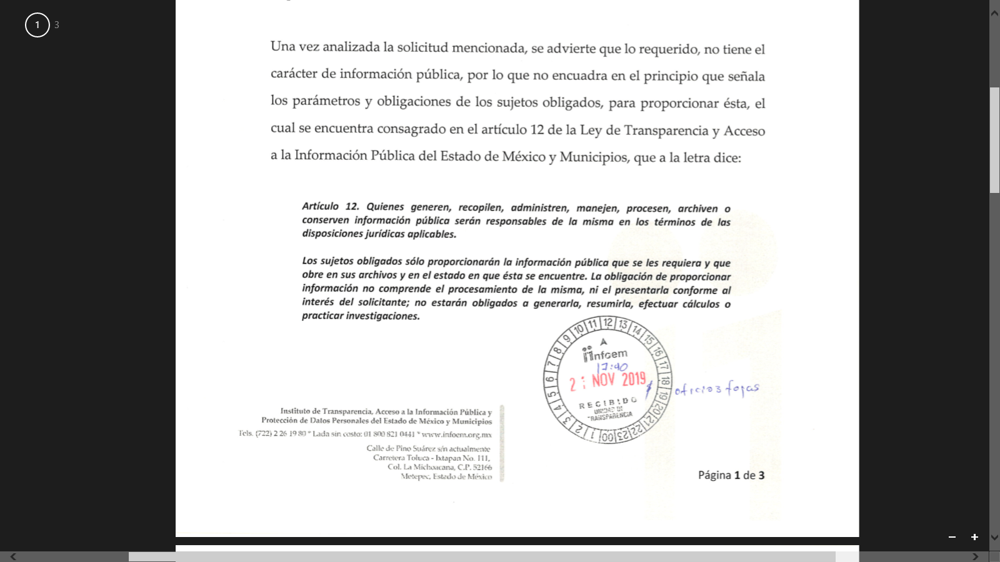 1 3
Una vez analizada la solicitud mencionada, se advierte que lo requerido, no tiene el
carácter de información pública, por lo que no encuadra en el principio que señala
los parámetros y obligaciones de los sujetos obligados, para proporcionar ésta, el
cual se encuentra consagrado en el artículo 12 de la Ley de Transparencia y Acceso
a la Información Pública del Estado de México y Municipios, que a la letra dice:
Artículo 12. Quienes generen, recopilen, administren, manejen, procesen, archiven o
conserven información pública serán responsables de la misma en los términos de las
disposiciones jurídicas aplicables.
Los sujetos obligados sólo proporcionarán la información pública que se les requiera y que
obre en sus archivos y en el estado en que ésta se encuentre. La obligación de proporcionar
información no comprende el procesamiento de la misma, ni el presentarla conforme al
interés del solicitante; no estarán obligados a generarla, resumirla, efectuar cálculos o
practicar investigaciones.
1 2 3 4 5 6 7 8 9 10 11 12 13 14 15 16 17 18 19 20 21 22 23 00
A
infoem
17:40
21 NOV 2019
RECIBIDO
UNIDAD DE
TRANSPARENCIA
oficio 3 fojas
Instituto de Transparencia, Acceso a la Información Pública y
Protección de Datos Personales del Estado de México y Municipios
Tels. (722) 2 26 19 80 * Lada sin costo: 01 800 821 0441 * www.infoem.org.mx
Calle de Pino Suárez s/n actualmente
Carretera Toluca - Ixtapan No. 111,
Col. La Michoacana, C.P. 52166
Metepec, Estado de México
Página 1 de 3